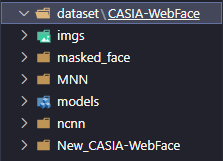 dataset\CASIA-WebFace
imgs
masked_face
MNN
models
ncnn
New_CASIA-WebFace